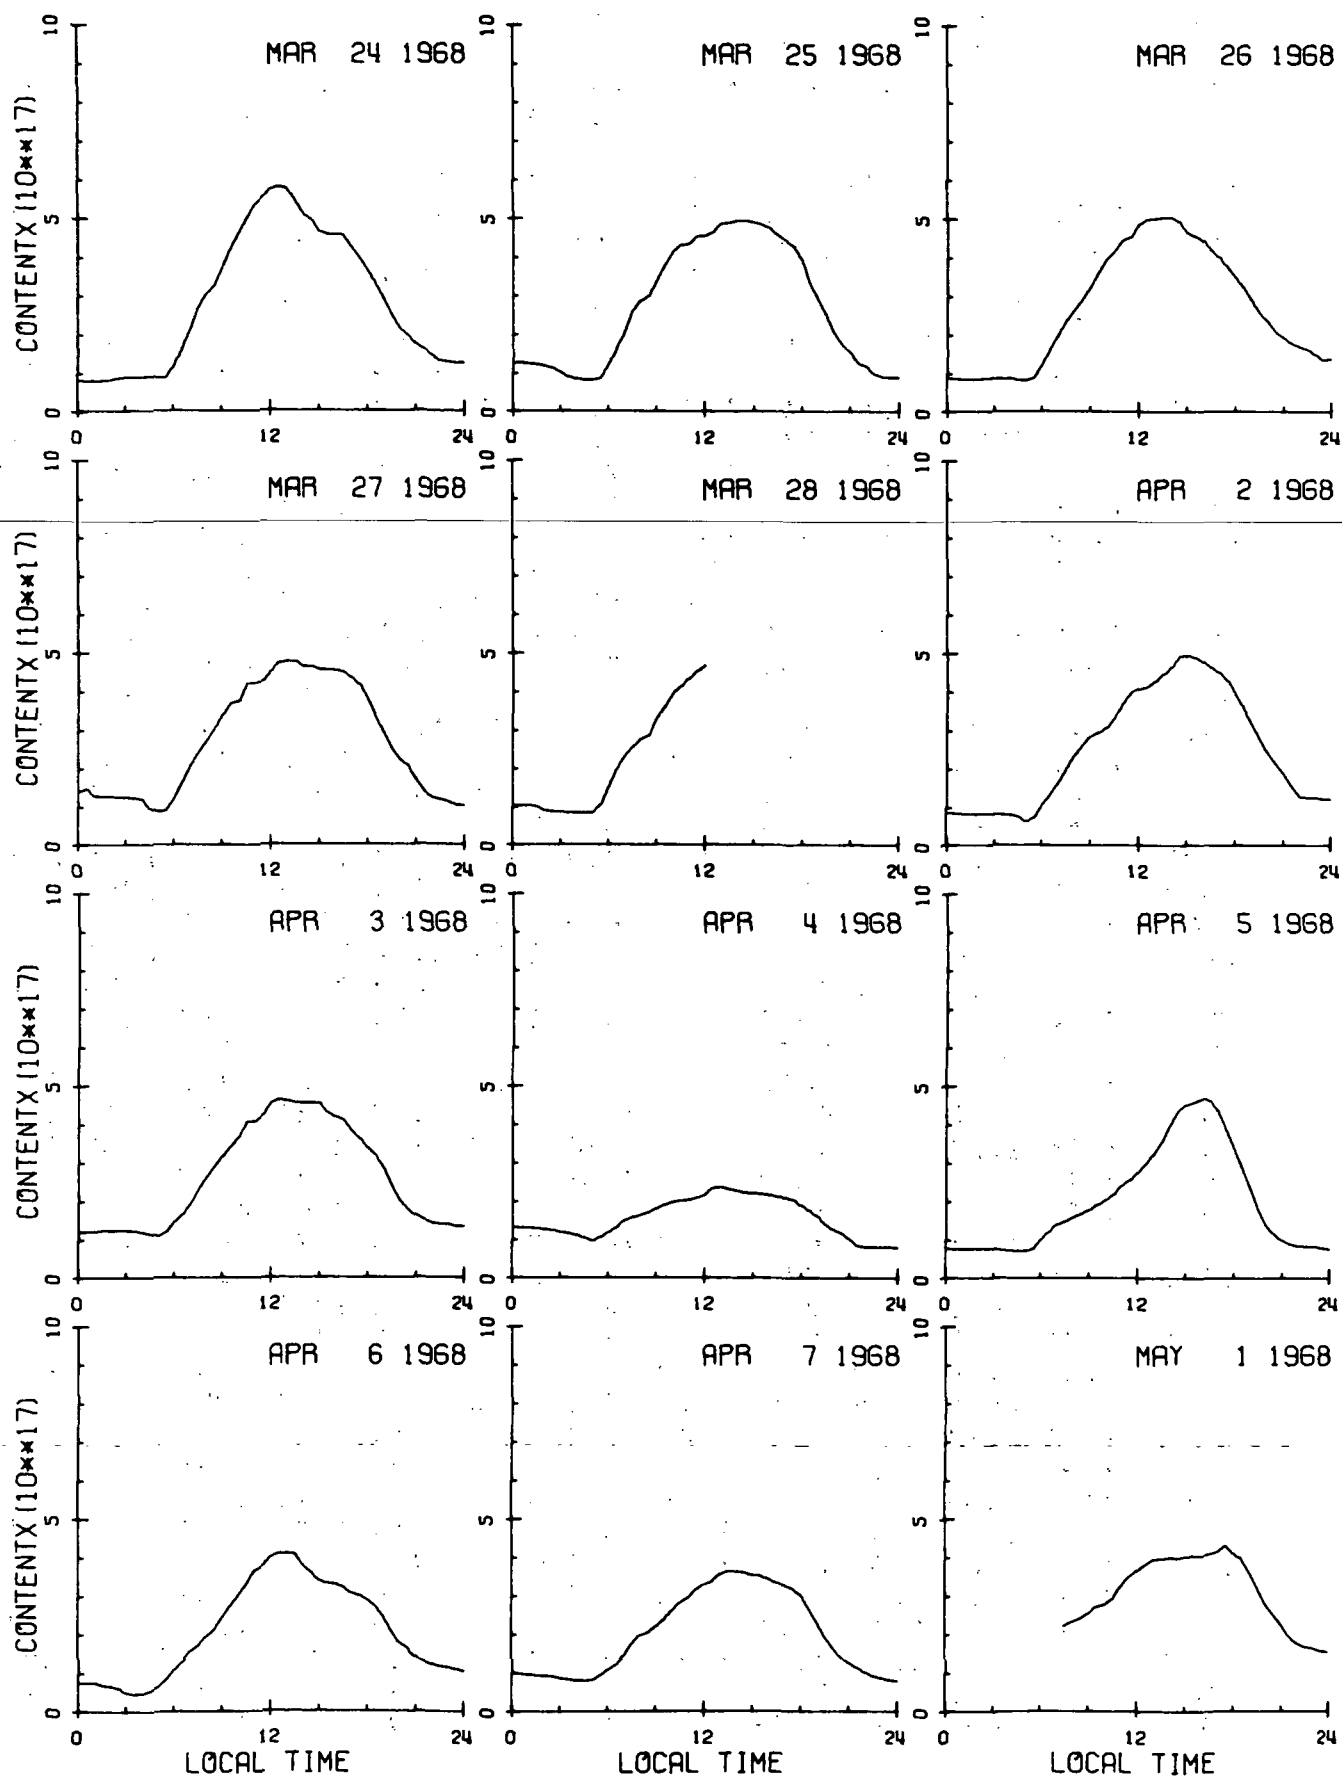 MAR 24 1968
MAR 25 1968
MAR 26 1968
CONTENTX (10**17)
10
5
0
0 12 24
10
5
0
0 12 24
10
5
0
0 12 24
MAR 27 1968
MAR 28 1968
APR 2 1968
CONTENTX (10**17)
10
5
0
0 12 24
10
5
0
0 12 24
10
5
0
0 12 24
APR 3 1968
APR 4 1968
APR 5 1968
CONTENTX (10**17)
10
5
0
0 12 24
10
5
0
0 12 24
10
5
0
0 12 24
APR 6 1968
APR 7 1968
MAY 1 1968
CONTENTX (10**17)
10
5
0
0 12 24
10
5
0
0 12 24
10
5
0
0 12 24
LOCAL TIME
LOCAL TIME
LOCAL TIME